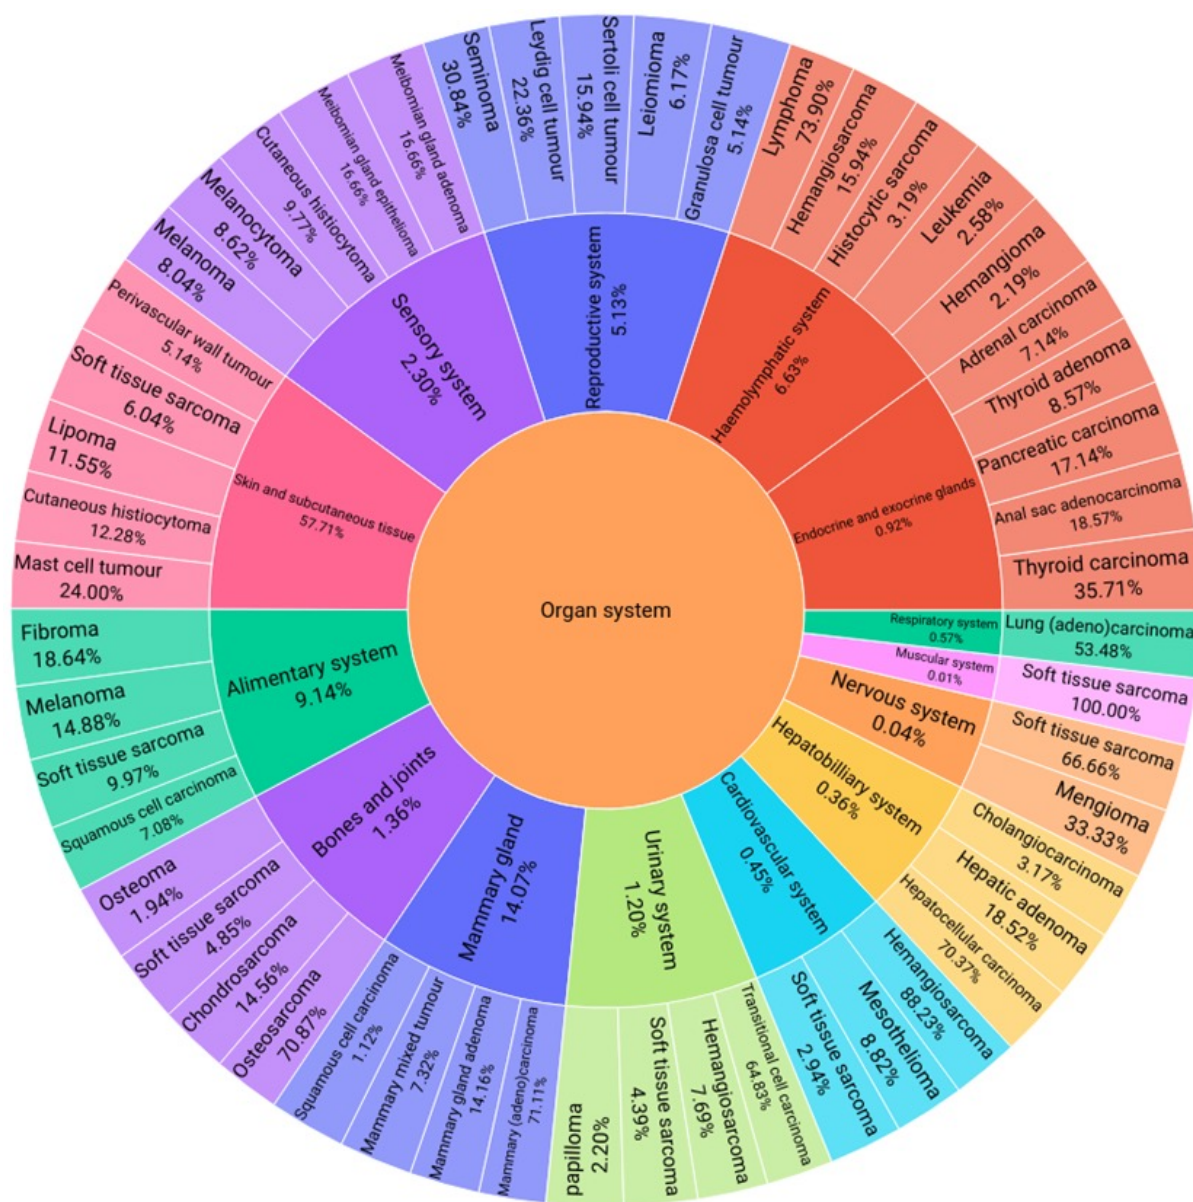 Organ system
Reproductive system
5.13%
Seminoma
30.84%
Leydig cell tumour
22.36%
Sertoli cell tumour
15.94%
Leiomioma
6.17%
Granulosa cell tumour
5.14%
Haemolymphatic system
6.63%
Lymphoma
73.90%
Hemangiosarcoma
15.94%
Histocytic sarcoma
3.19%
Leukemia
2.58%
Hemangioma
2.19%
Endocrine and exocrine glands
0.92%
Adrenal carcinoma
7.14%
Thyroid adenoma
8.57%
Pancreatic carcinoma
17.14%
Anal sac adenocarcinoma
18.57%
Thyroid carcinoma
35.71%
Respiratory system
0.57%
Lung (adeno)carcinoma
53.48%
Muscular system
0.01%
Soft tissue sarcoma
100.00%
Nervous system
0.04%
Soft tissue sarcoma
66.66%
Mengioma
33.33%
Hepatobilliary system
0.36%
Cholangiocarcinoma
3.17%
Hepatic adenoma
18.52%
Hepatocellular carcinoma
70.37%
Cardiovascular system
0.45%
Hemangiosarcoma
88.23%
Mesothelioma
8.82%
Soft tissue sarcoma
2.94%
Urinary system
1.20%
Transitional cell carcinoma
64.83%
Hemangiosarcoma
7.69%
Soft tissue sarcoma
4.39%
papilloma
2.20%
Mammary gland
14.07%
Mammary (adeno)carcinoma
71.11%
Mammary gland adenoma
14.16%
Mammary mixed tumour
7.32%
Squamous cell carcinoma
1.12%
Bones and joints
1.36%
Osteosarcoma
70.87%
Chondrosarcoma
14.56%
Soft tissue sarcoma
4.85%
Osteoma
1.94%
Alimentary system
9.14%
Squamous cell carcinoma
7.08%
Soft tissue sarcoma
9.97%
Melanoma
14.88%
Fibroma
18.64%
Skin and subcutaneous tissue
57.71%
Mast cell tumour
24.00%
Cutaneous histiocytoma
12.28%
Lipoma
11.55%
Soft tissue sarcoma
6.04%
Perivascular wall tumour
5.14%
Sensory system
2.30%
Melanoma
8.04%
Melanocytoma
8.62%
Cutaneous histiocytoma
9.77%
Meibomian gland epithelioma
16.66%
Meibomian gland adenoma
16.66%